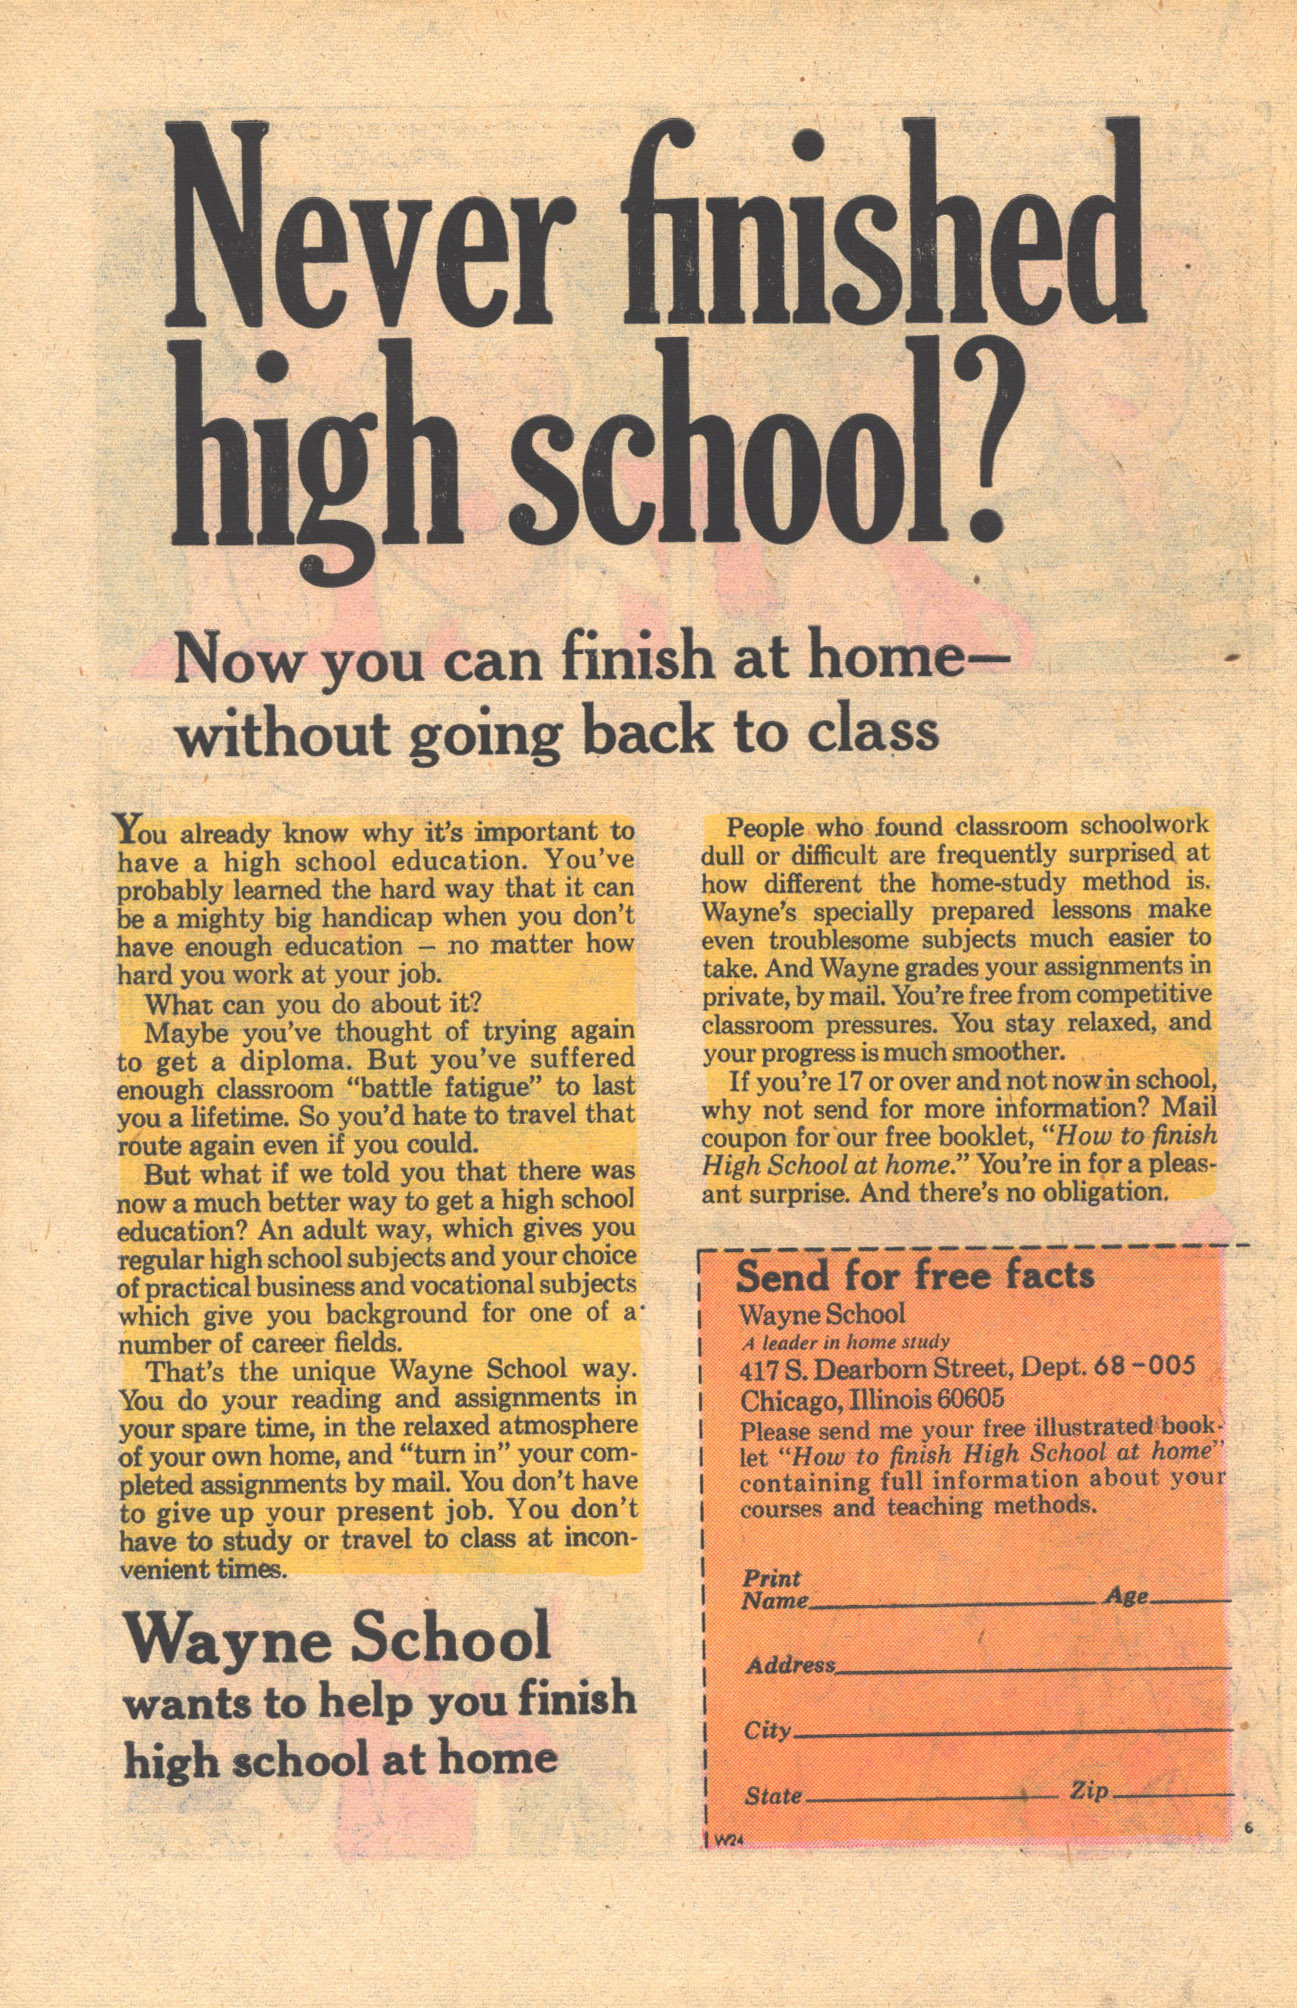 Never finished
high school?
Now you can finish at home—
without going back to class
You already know why it's important to
have a high school education. You've
probably learned the hard way that it can
be a mighty big handicap when you don't
have enough education – no matter how
hard you work at your job.
What can you do about it?
Maybe you've thought of trying again
to get a diploma. But you've suffered
enough classroom “battle fatigue” to last
you a lifetime. So you'd hate to travel that
route again even if you could.
But what if we told you that there was
now a much better way to get a high school
education? An adult way, which gives you
regular high school subjects and your choice
of practical business and vocational subjects
which give you background for one of a
number of career fields.
That's the unique Wayne School way.
You do your reading and assignments in
your spare time, in the relaxed atmosphere
of your own home, and “turn in” your com-
pleted assignments by mail. You don't have
to give up your present job. You don't
have to study or travel to class at incon-
venient times.
Wayne School
wants to help you finish
high school at home
People who found classroom schoolwork
dull or difficult are frequently surprised at
how different the home-study method is.
Wayne's specially prepared lessons make
even troublesome subjects much easier to
take. And Wayne grades your assignments in
private, by mail. You're free from competitive
classroom pressures. You stay relaxed, and
your progress is much smoother.
If you're 17 or over and not now in school,
why not send for more information? Mail
coupon for our free booklet, “How to finish
High School at home.” You're in for a pleas-
ant surprise. And there's no obligation.
Send for free facts
Wayne School
A leader in home study
417 S. Dearborn Street, Dept. 68-005
Chicago, Illinois 60605
Please send me your free illustrated book-
let “How to finish High School at home”
containing full information about your
courses and teaching methods.
Print
Name Age
Address
City
State Zip
W24 6